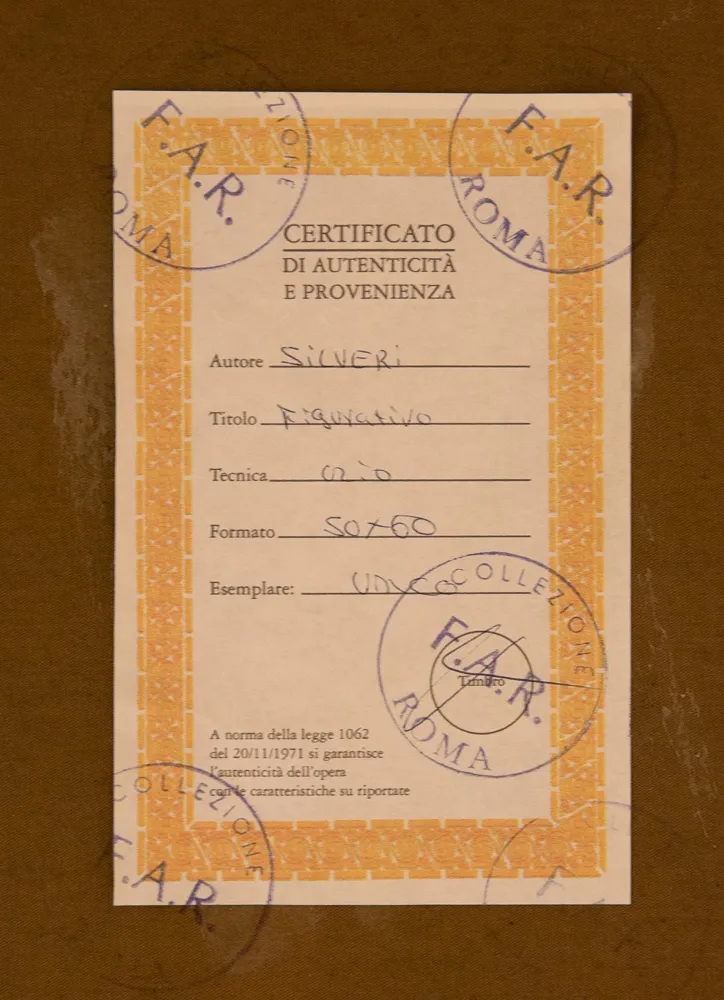 COLLEZIONE
F.A.R.
ROMA
F.A.R.
ROMA
CERTIFICATO
DI AUTENTICITÀ
E PROVENIENZA
Autore SILVERI
Titolo Figurativo
Tecnica olio
Formato 50x60
Esemplare: unico
COLLEZIONE
F.A.R.
ROMA
Timbro
A norma della legge 1062
del 20/11/1971 si garantisce
l'autenticità dell'opera
con le caratteristiche su riportate
COLLEZIONE
F.A.R.
F